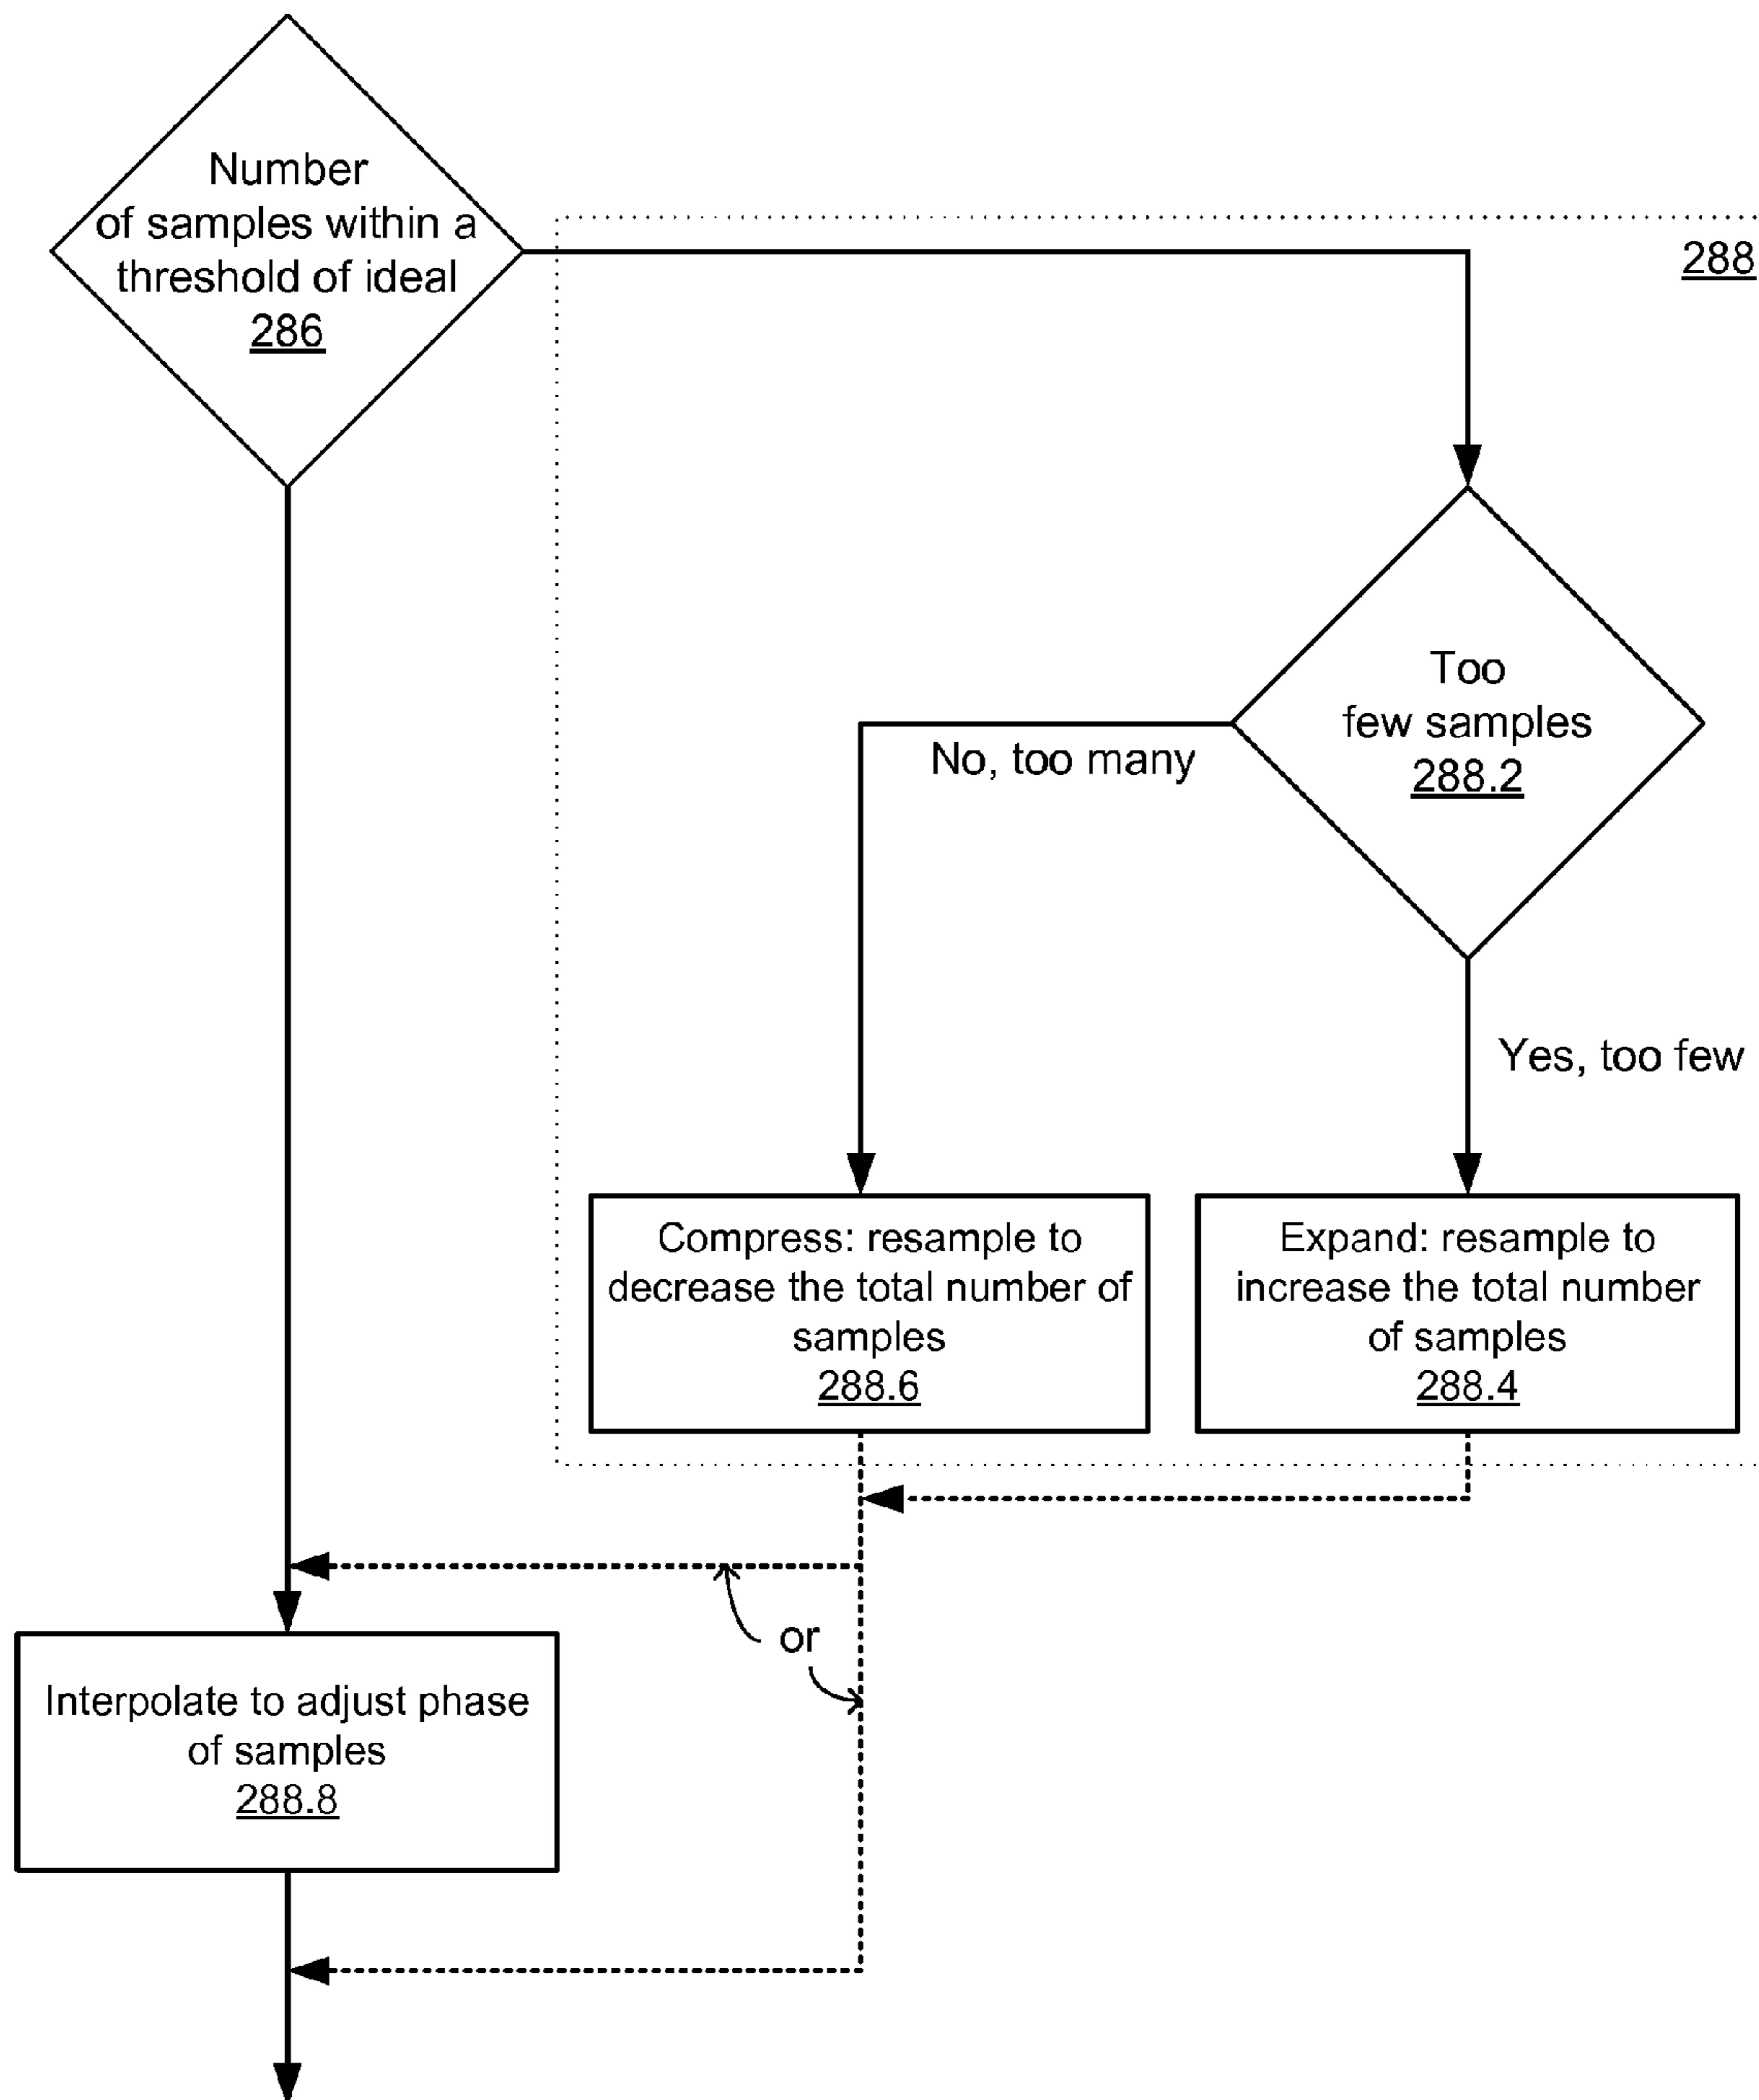 Number
of samples within a
threshold of ideal
286
288
Too
few samples
288.2
No, too many
Yes, too few
Compress: resample to
decrease the total number of
samples
288.6
Expand: resample to
increase the total number
of samples
288.4
or
Interpolate to adjust phase
of samples
288.8